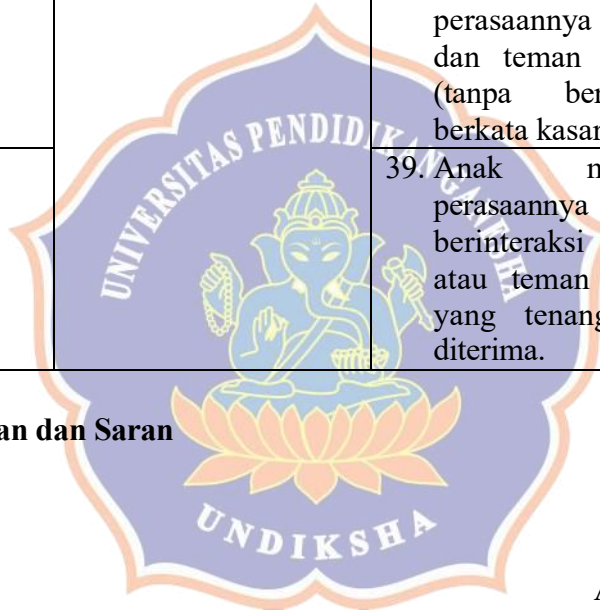 perasaannya
dan teman
(tanpa
berkata kasar
39. Anak
perasaannya
berinteraksi
atau teman
yang tenang
diterima.
an dan Saran
UNIVERSITAS PENDIDIKAN GANESHA
UNDIKSHA